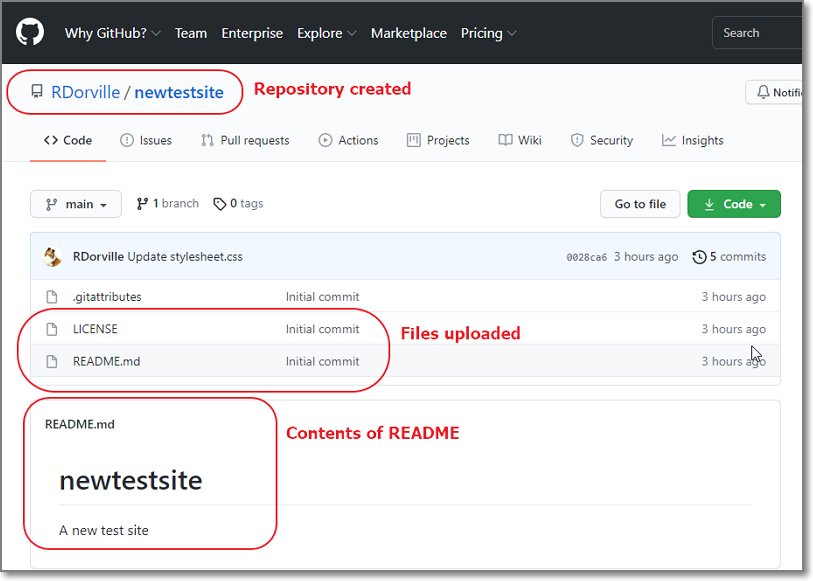 Why GitHub? Team Enterprise Explore Marketplace Pricing Search
RDorville / newtestsite Repository created
Code Issues Pull requests Actions Projects Wiki Security Insights
main 1 branch 0 tags Go to file Code
RDorville Update stylesheet.css 0028ca6 3 hours ago 5 commits
.gitattributes Initial commit 3 hours ago
LICENSE Initial commit 3 hours ago
Files uploaded
README.md Initial commit 3 hours ago
README.md
Contents of README
newtestsite
A new test site